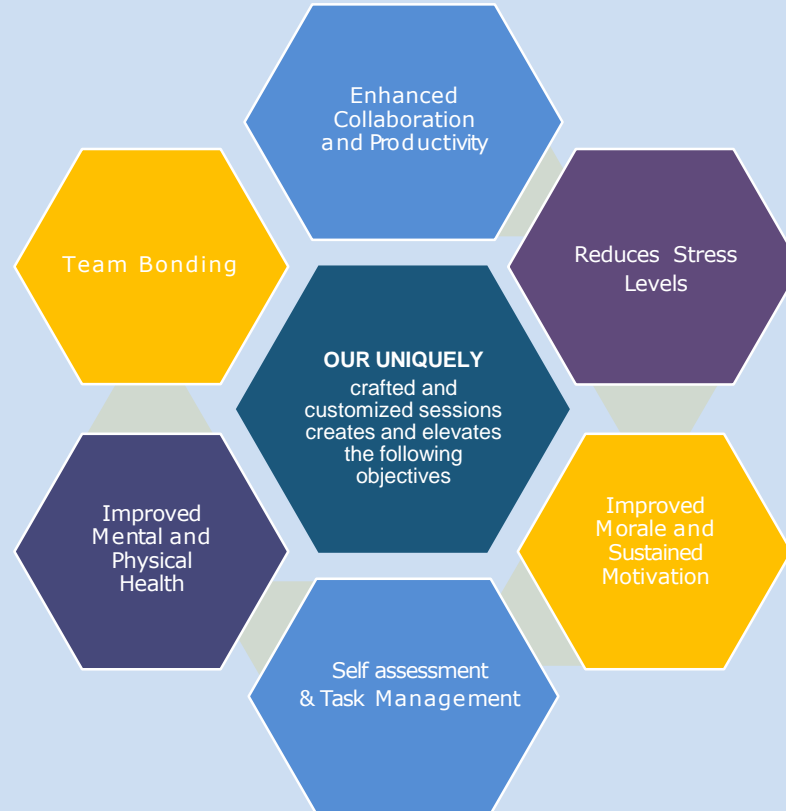 Enhanced
Collaboration
and Productivity
Team Bonding
Reduces Stress
Levels
OUR UNIQUELY
crafted and
customized sessions
creates and elevates
the following
objectives
Improved
Mental and
Physical
Health
Improved
Morale and
Sustained
Motivation
Self assessment
& Task Management